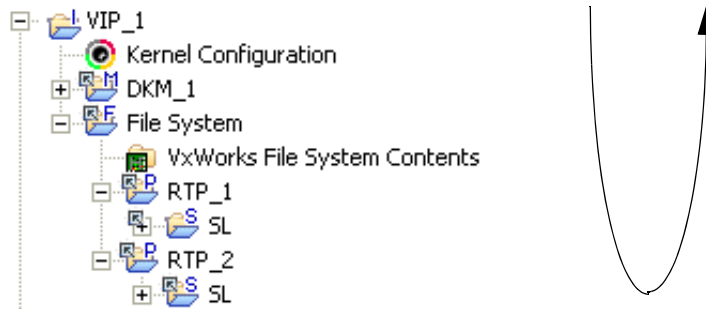 VIP_1
Kernel Configuration
DKM_1
File System
VxWorks File System Contents
RTP_1
SL
RTP_2
SL